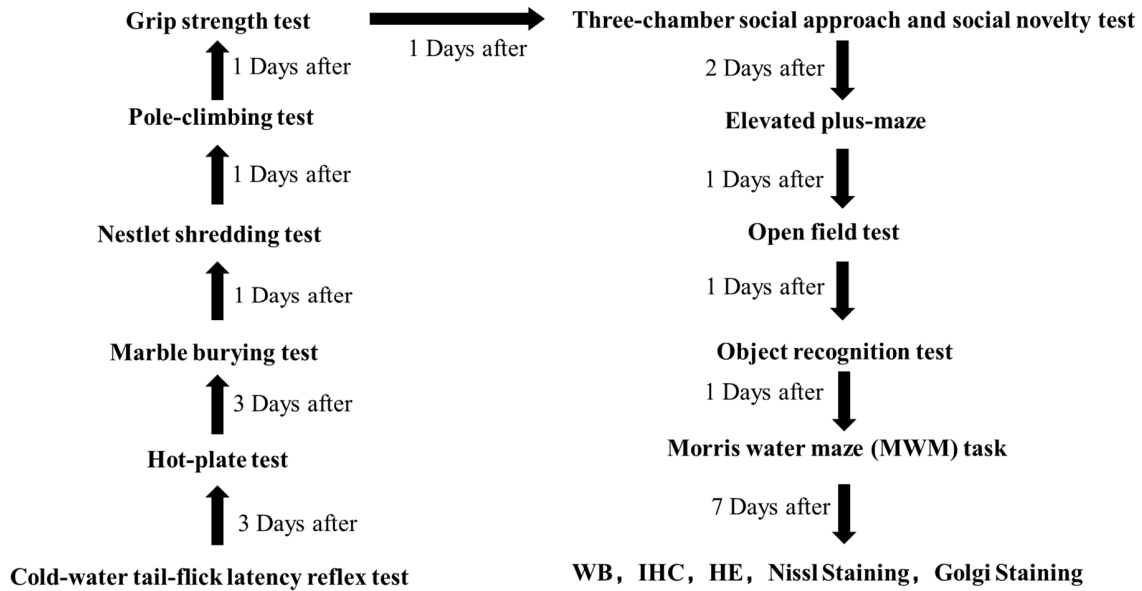 Grip strength test
1 Days after
Three-chamber social approach and social novelty test
1 Days after
2 Days after
Pole-climbing test
Elevated plus-maze
1 Days after
1 Days after
Nestlet shredding test
Open field test
1 Days after
1 Days after
Marble burying test
Object recognition test
3 Days after
1 Days after
Hot-plate test
Morris water maze (MWM) task
3 Days after
7 Days after
Cold-water tail-flick latency reflex test
WB，IHC，HE，Nissl Staining，Golgi Staining